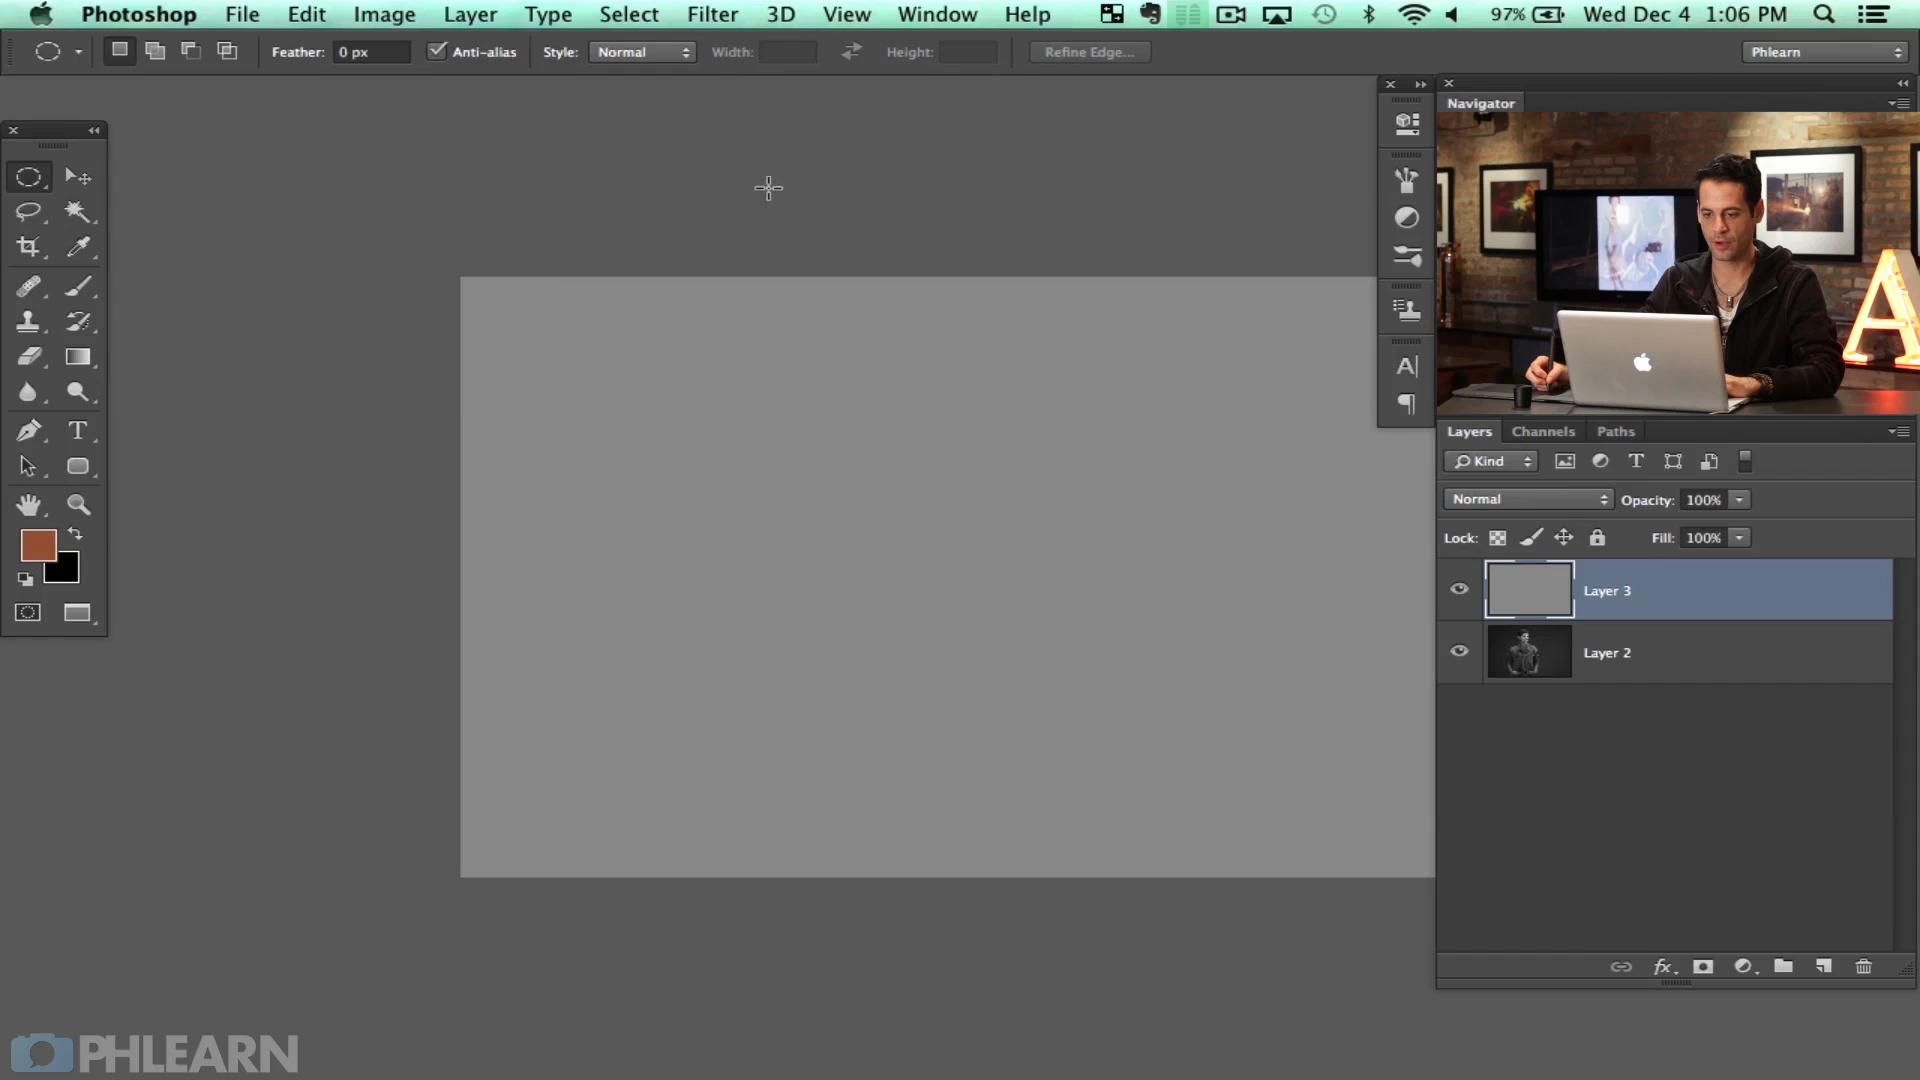 Photoshop File Edit Image Layer Type Select Filter 3D View Window Help 97% Wed Dec 4 1:06 PM
Feather: 0 px Anti-alias Style: Normal Width: Height: Refine Edge... Phlearn
Navigator
A
Layers Channels Paths
Kind
Normal Opacity: 100%
Lock: Fill: 100%
Layer 3
Layer 2
fx
PHLEARN